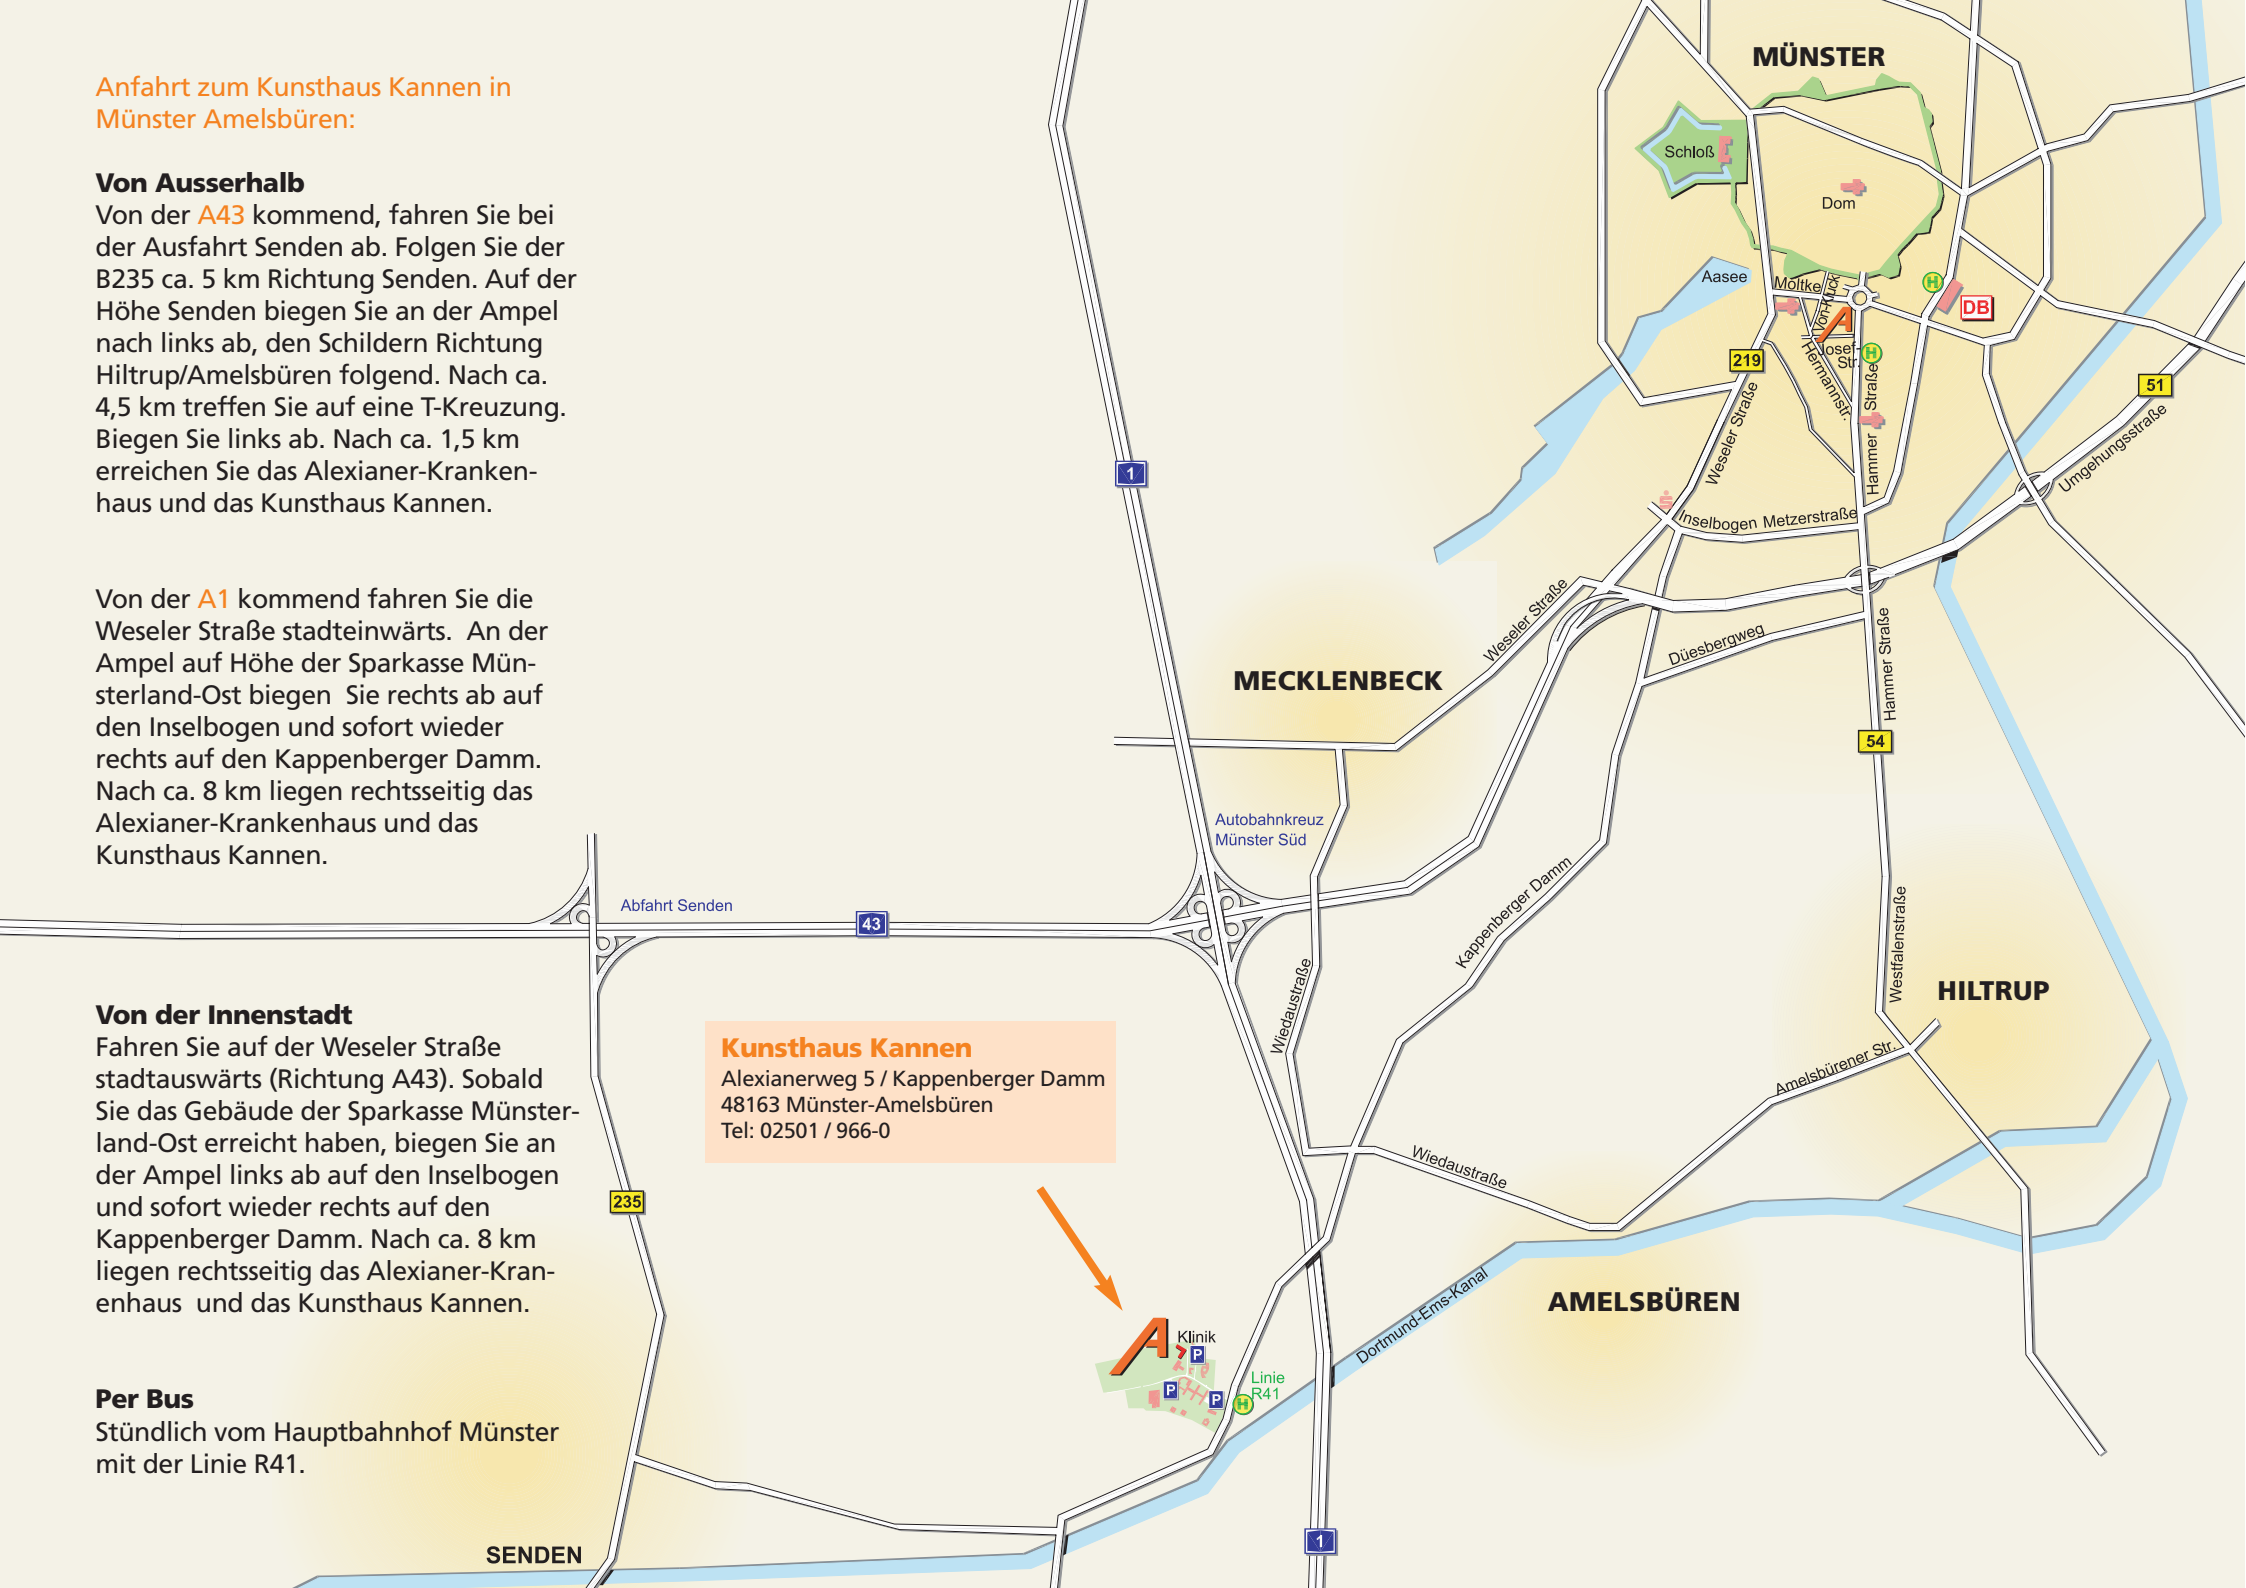 Anfahrt zum Kunsthaus Kannen in
Münster Amelsbüren:
Von Ausserhalb
Von der A43 kommend, fahren Sie bei
der Ausfahrt Senden ab. Folgen Sie der
B235 ca. 5 km Richtung Senden. Auf der
Höhe Senden biegen Sie an der Ampel
nach links ab, den Schildern Richtung
Hiltrup/Amelsbüren folgend. Nach ca.
4,5 km treffen Sie auf eine T-Kreuzung.
Biegen Sie links ab. Nach ca. 1,5 km
erreichen Sie das Alexianer-Kranken-
haus und das Kunsthaus Kannen.
Von der A1 kommend fahren Sie die
Weseler Straße stadteinwärts.  An der
Ampel auf Höhe der Sparkasse Mün-
sterland-Ost biegen  Sie rechts ab auf
den Inselbogen und sofort wieder
rechts auf den Kappenberger Damm.
Nach ca. 8 km liegen rechtsseitig das
Alexianer-Krankenhaus und das
Kunsthaus Kannen.
Von der Innenstadt
Fahren Sie auf der Weseler Straße
stadtauswärts (Richtung A43). Sobald
Sie das Gebäude der Sparkasse Münster-
land-Ost erreicht haben, biegen Sie an
der Ampel links ab auf den Inselbogen
und sofort wieder rechts auf den
Kappenberger Damm. Nach ca. 8 km
liegen rechtsseitig das Alexianer-Kran-
enhaus  und das Kunsthaus Kannen.
Per Bus
Stündlich vom Hauptbahnhof Münster
mit der Linie R41.
Kunsthaus Kannen
Alexianerweg 5 / Kappenberger Damm
48163 Münster-Amelsbüren
Tel: 02501 / 966-0
MÜNSTER
Schloß
Dom
Aasee
Moltke
Von-Kluck
A
H
DB
Josef-
Str.
H
Hermannstr.
219
51
Weseler Straße
Hammer Straße
Umgehungsstraße
Inselbogen Metzerstraße
Weseler Straße
Düesbergweg
Hammer Straße
MECKLENBECK
54
1
Autobahnkreuz
Münster Süd
Abfahrt Senden
43
Kappenberger Damm
Wiedaustraße
Westfalenstraße
HILTRUP
Amelsbürener Str.
Wiedaustraße
235
AMELSBÜREN
Dortmund-Ems-Kanal
A
Klinik
P
P
P
H
Linie
R41
1
SENDEN